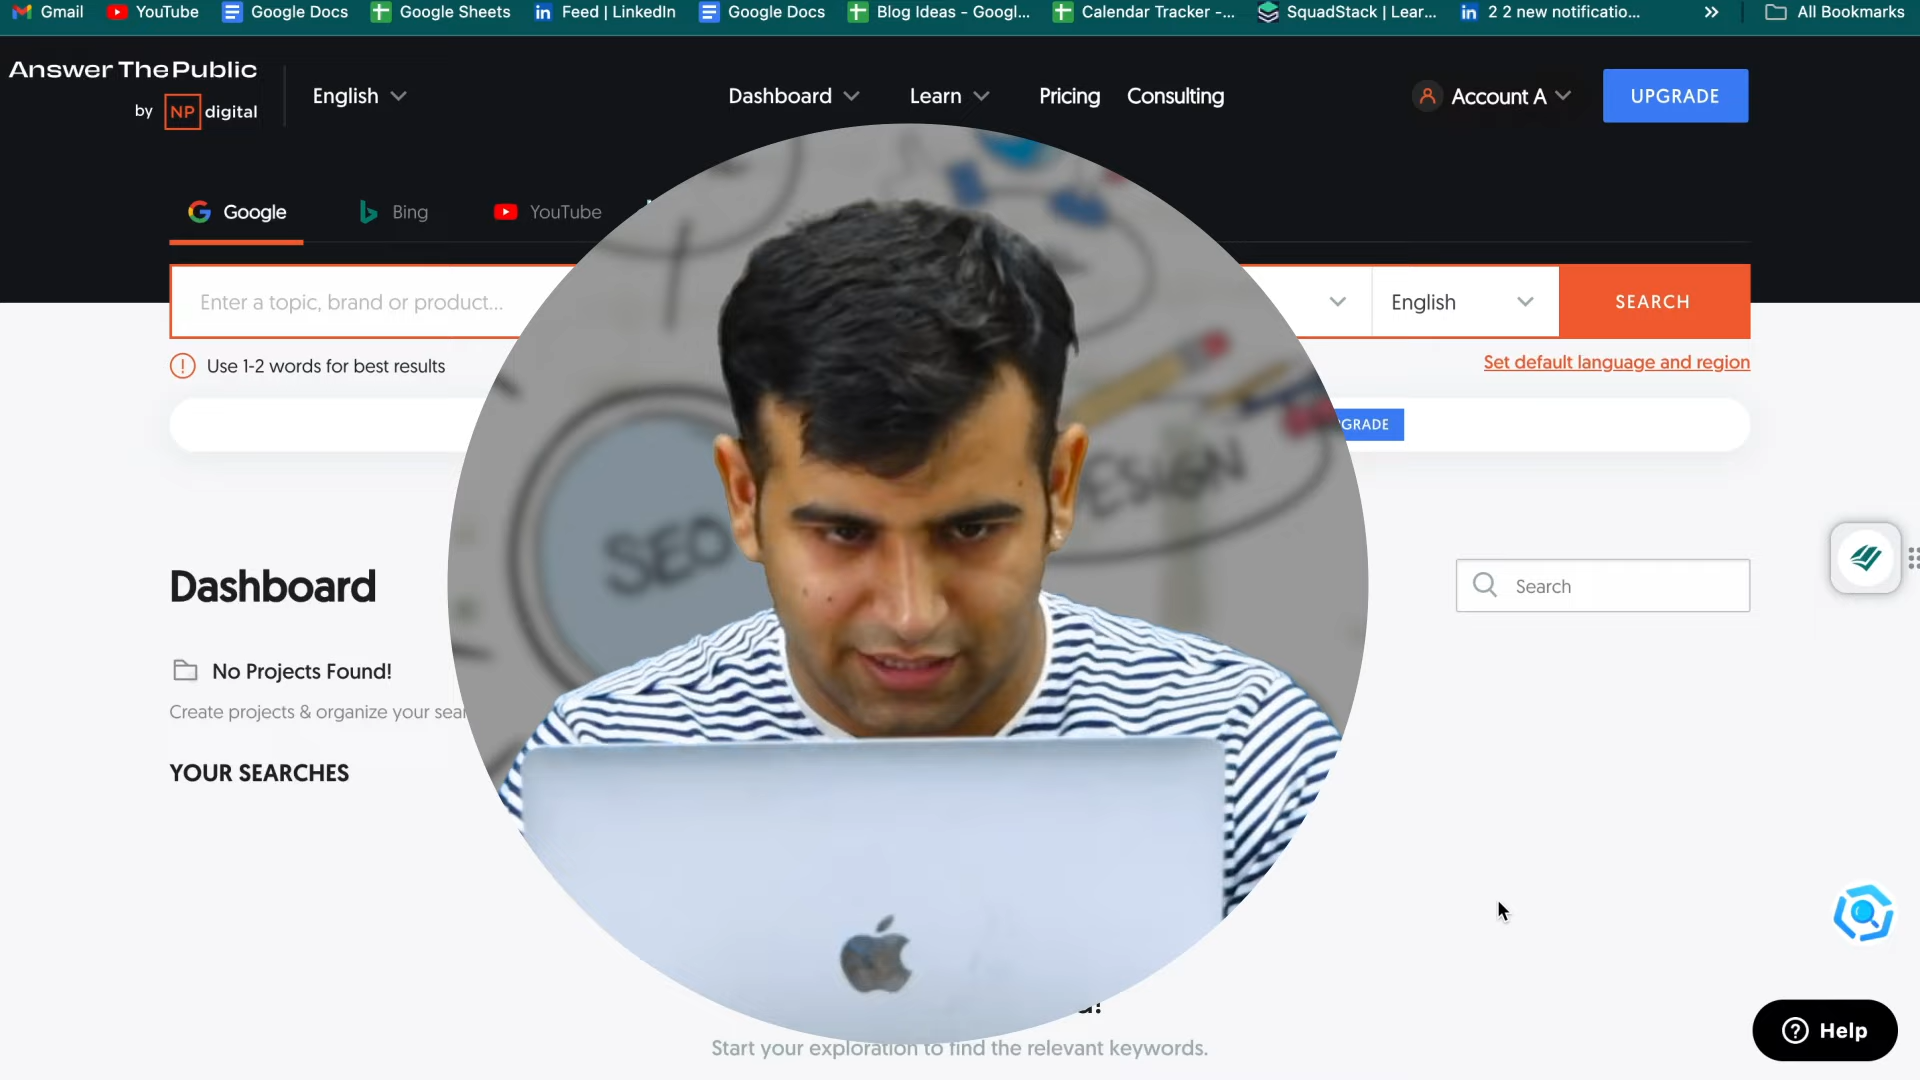 Gmail YouTube Google Docs Google Sheets Feed | LinkedIn Google Docs Blog Ideas - Googl... Calendar Tracker -... SquadStack | Lear... 2 2 new notificatio... All Bookmarks
Answer The Public
by NP digital
English
Dashboard Learn Pricing Consulting
Account A
UPGRADE
Google Bing YouTube
Enter a topic, brand or product...
English
SEARCH
Use 1-2 words for best results
Set default language and region
GRADE
SEO
DESIGN
Dashboard
Search
No Projects Found!
Create projects & organize your sear
YOUR SEARCHES
Start your exploration to find the relevant keywords.
Help